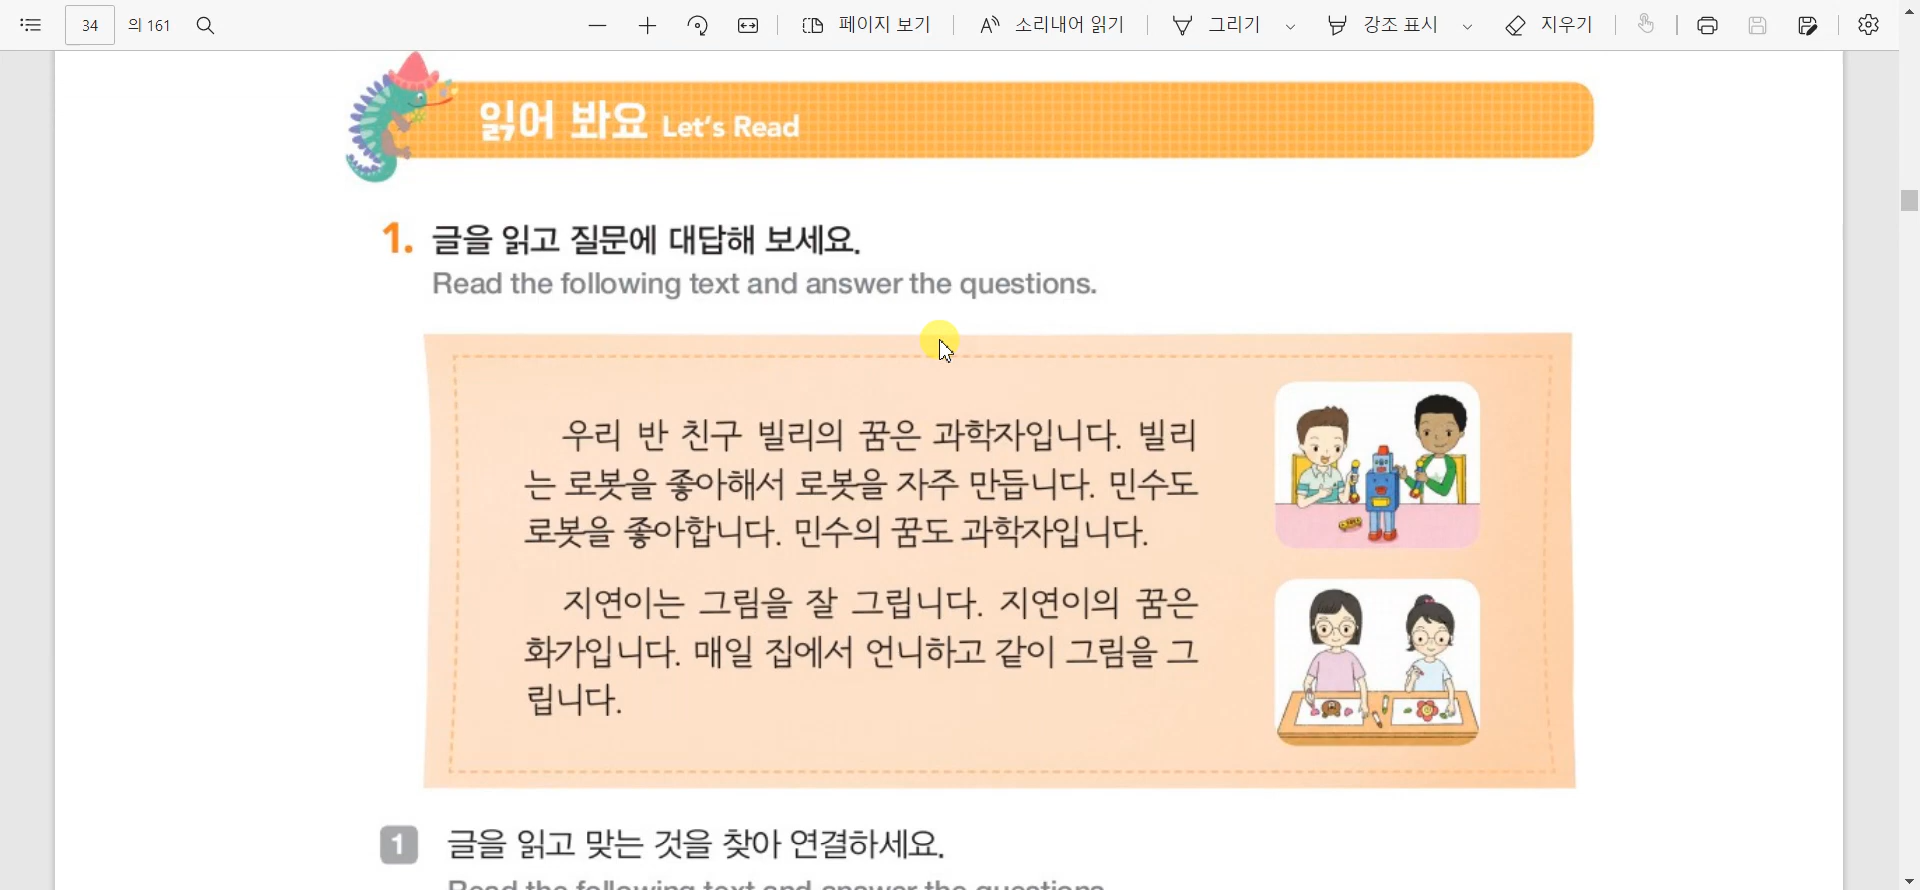 34 의 161 페이지 보기 소리내어 읽기 그리기 강조 표시 지우기
읽어 봐요 Let's Read
1. 글을 읽고 질문에 대답해 보세요.
Read the following text and answer the questions.
우리 반 친구 빌리의 꿈은 과학자입니다. 빌리
는 로봇을 좋아해서 로봇을 자주 만듭니다. 민수도
로봇을 좋아합니다. 민수의 꿈도 과학자입니다.
지연이는 그림을 잘 그립니다. 지연이의 꿈은
화가입니다. 매일 집에서 언니하고 같이 그림을 그
립니다.
1 글을 읽고 맞는 것을 찾아 연결하세요.
Read the following text and answer the questions.